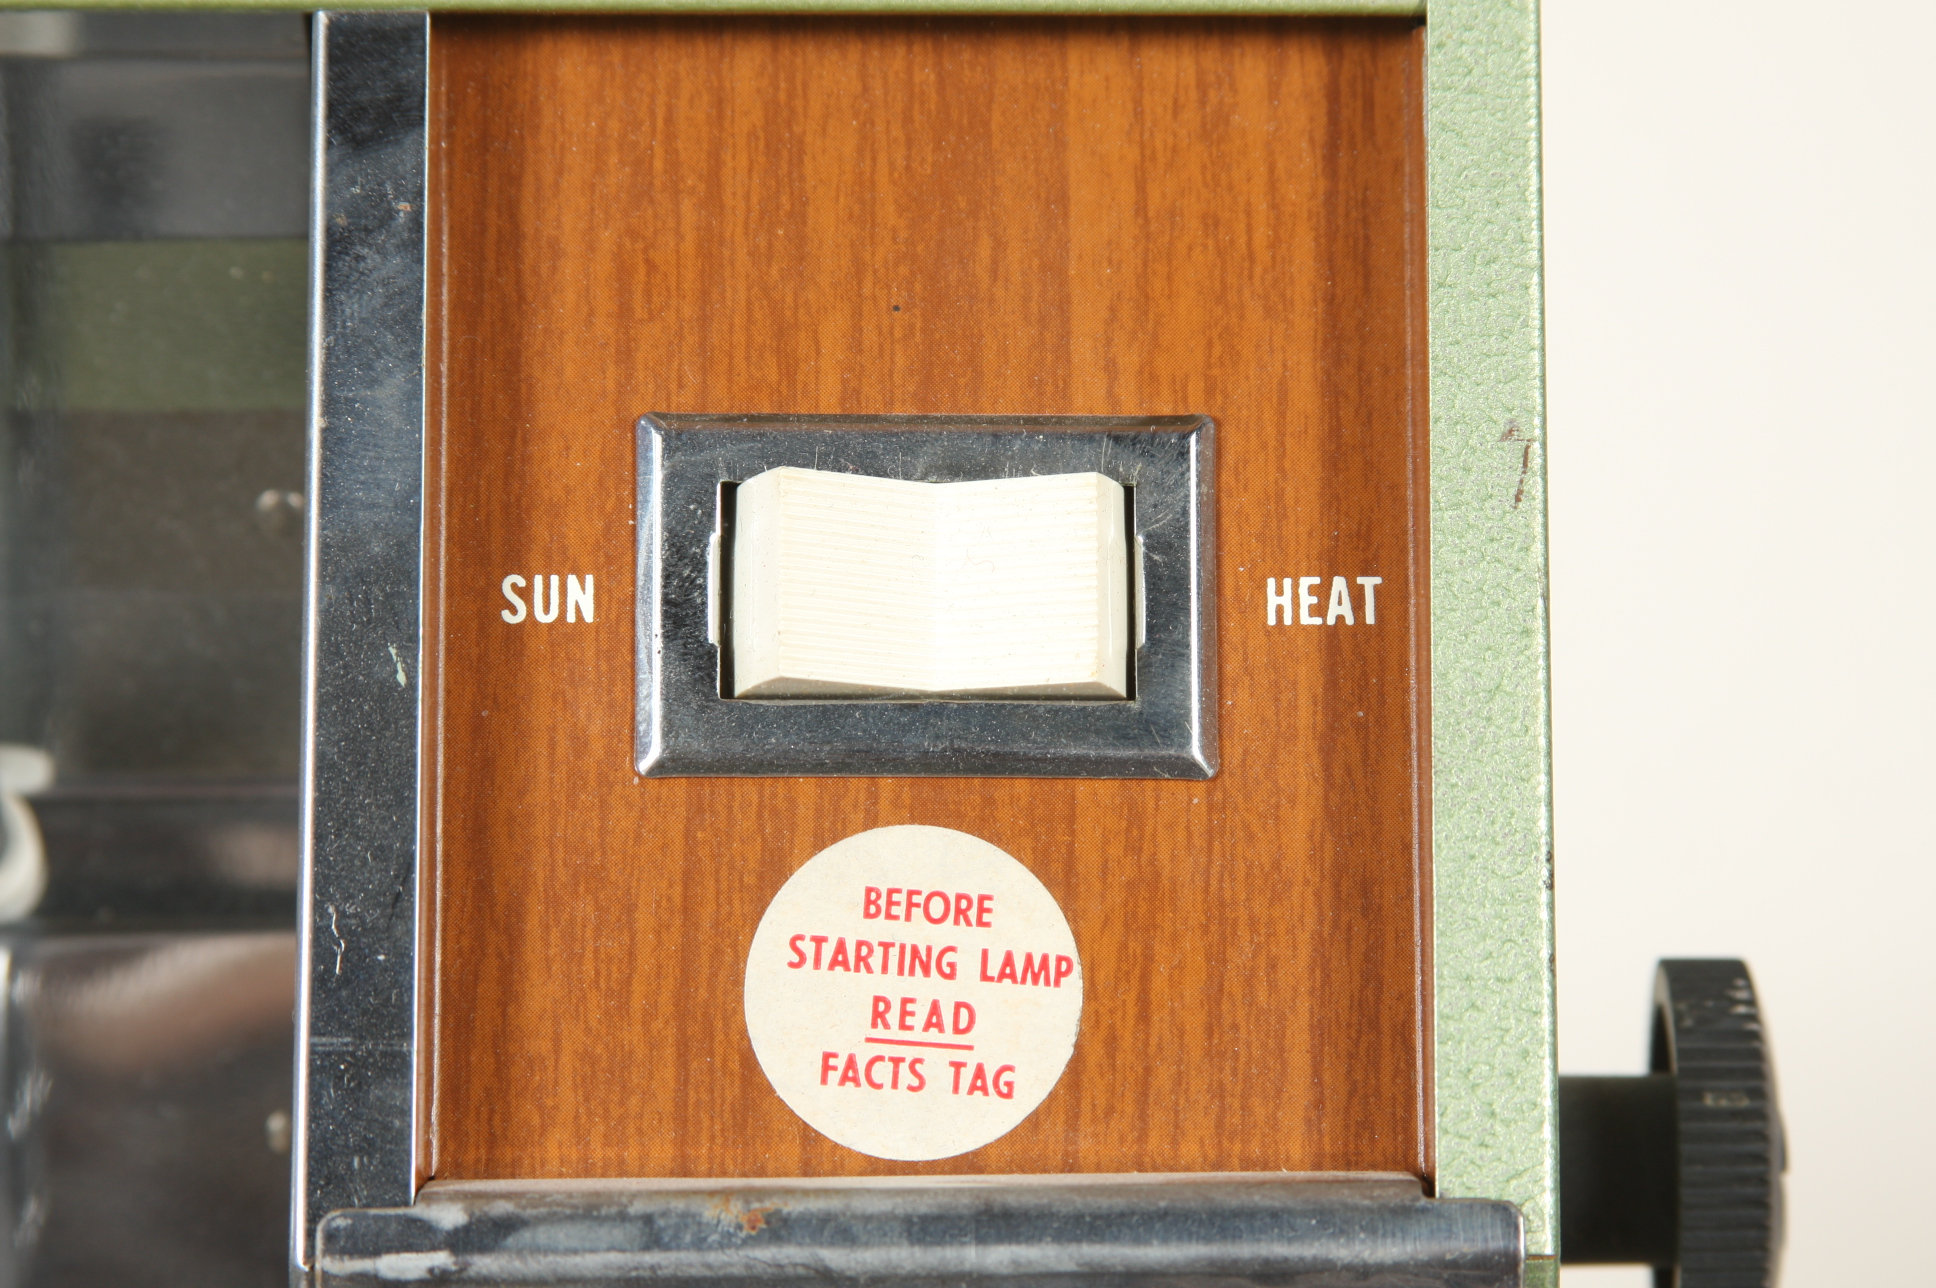 SUN
HEAT
BEFORE
STARTING LAMP
READ
FACTS TAG